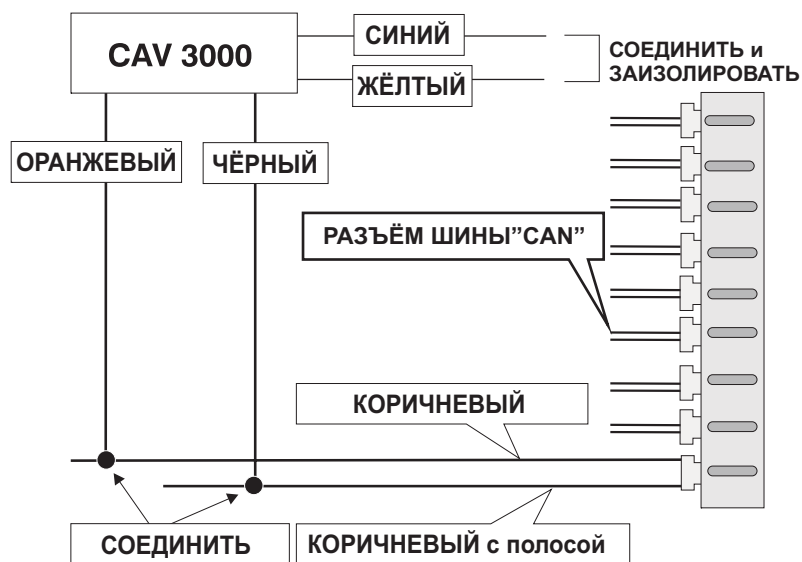 CAV 3000
СИНИЙ
ЖЁЛТЫЙ
СОЕДИНИТЬ и
ЗАИЗОЛИРОВАТЬ
ОРАНЖЕВЫЙ
ЧЁРНЫЙ
РАЗЪЁМ ШИНЫ”CAN”
КОРИЧНЕВЫЙ
СОЕДИНИТЬ
КОРИЧНЕВЫЙ с полосой